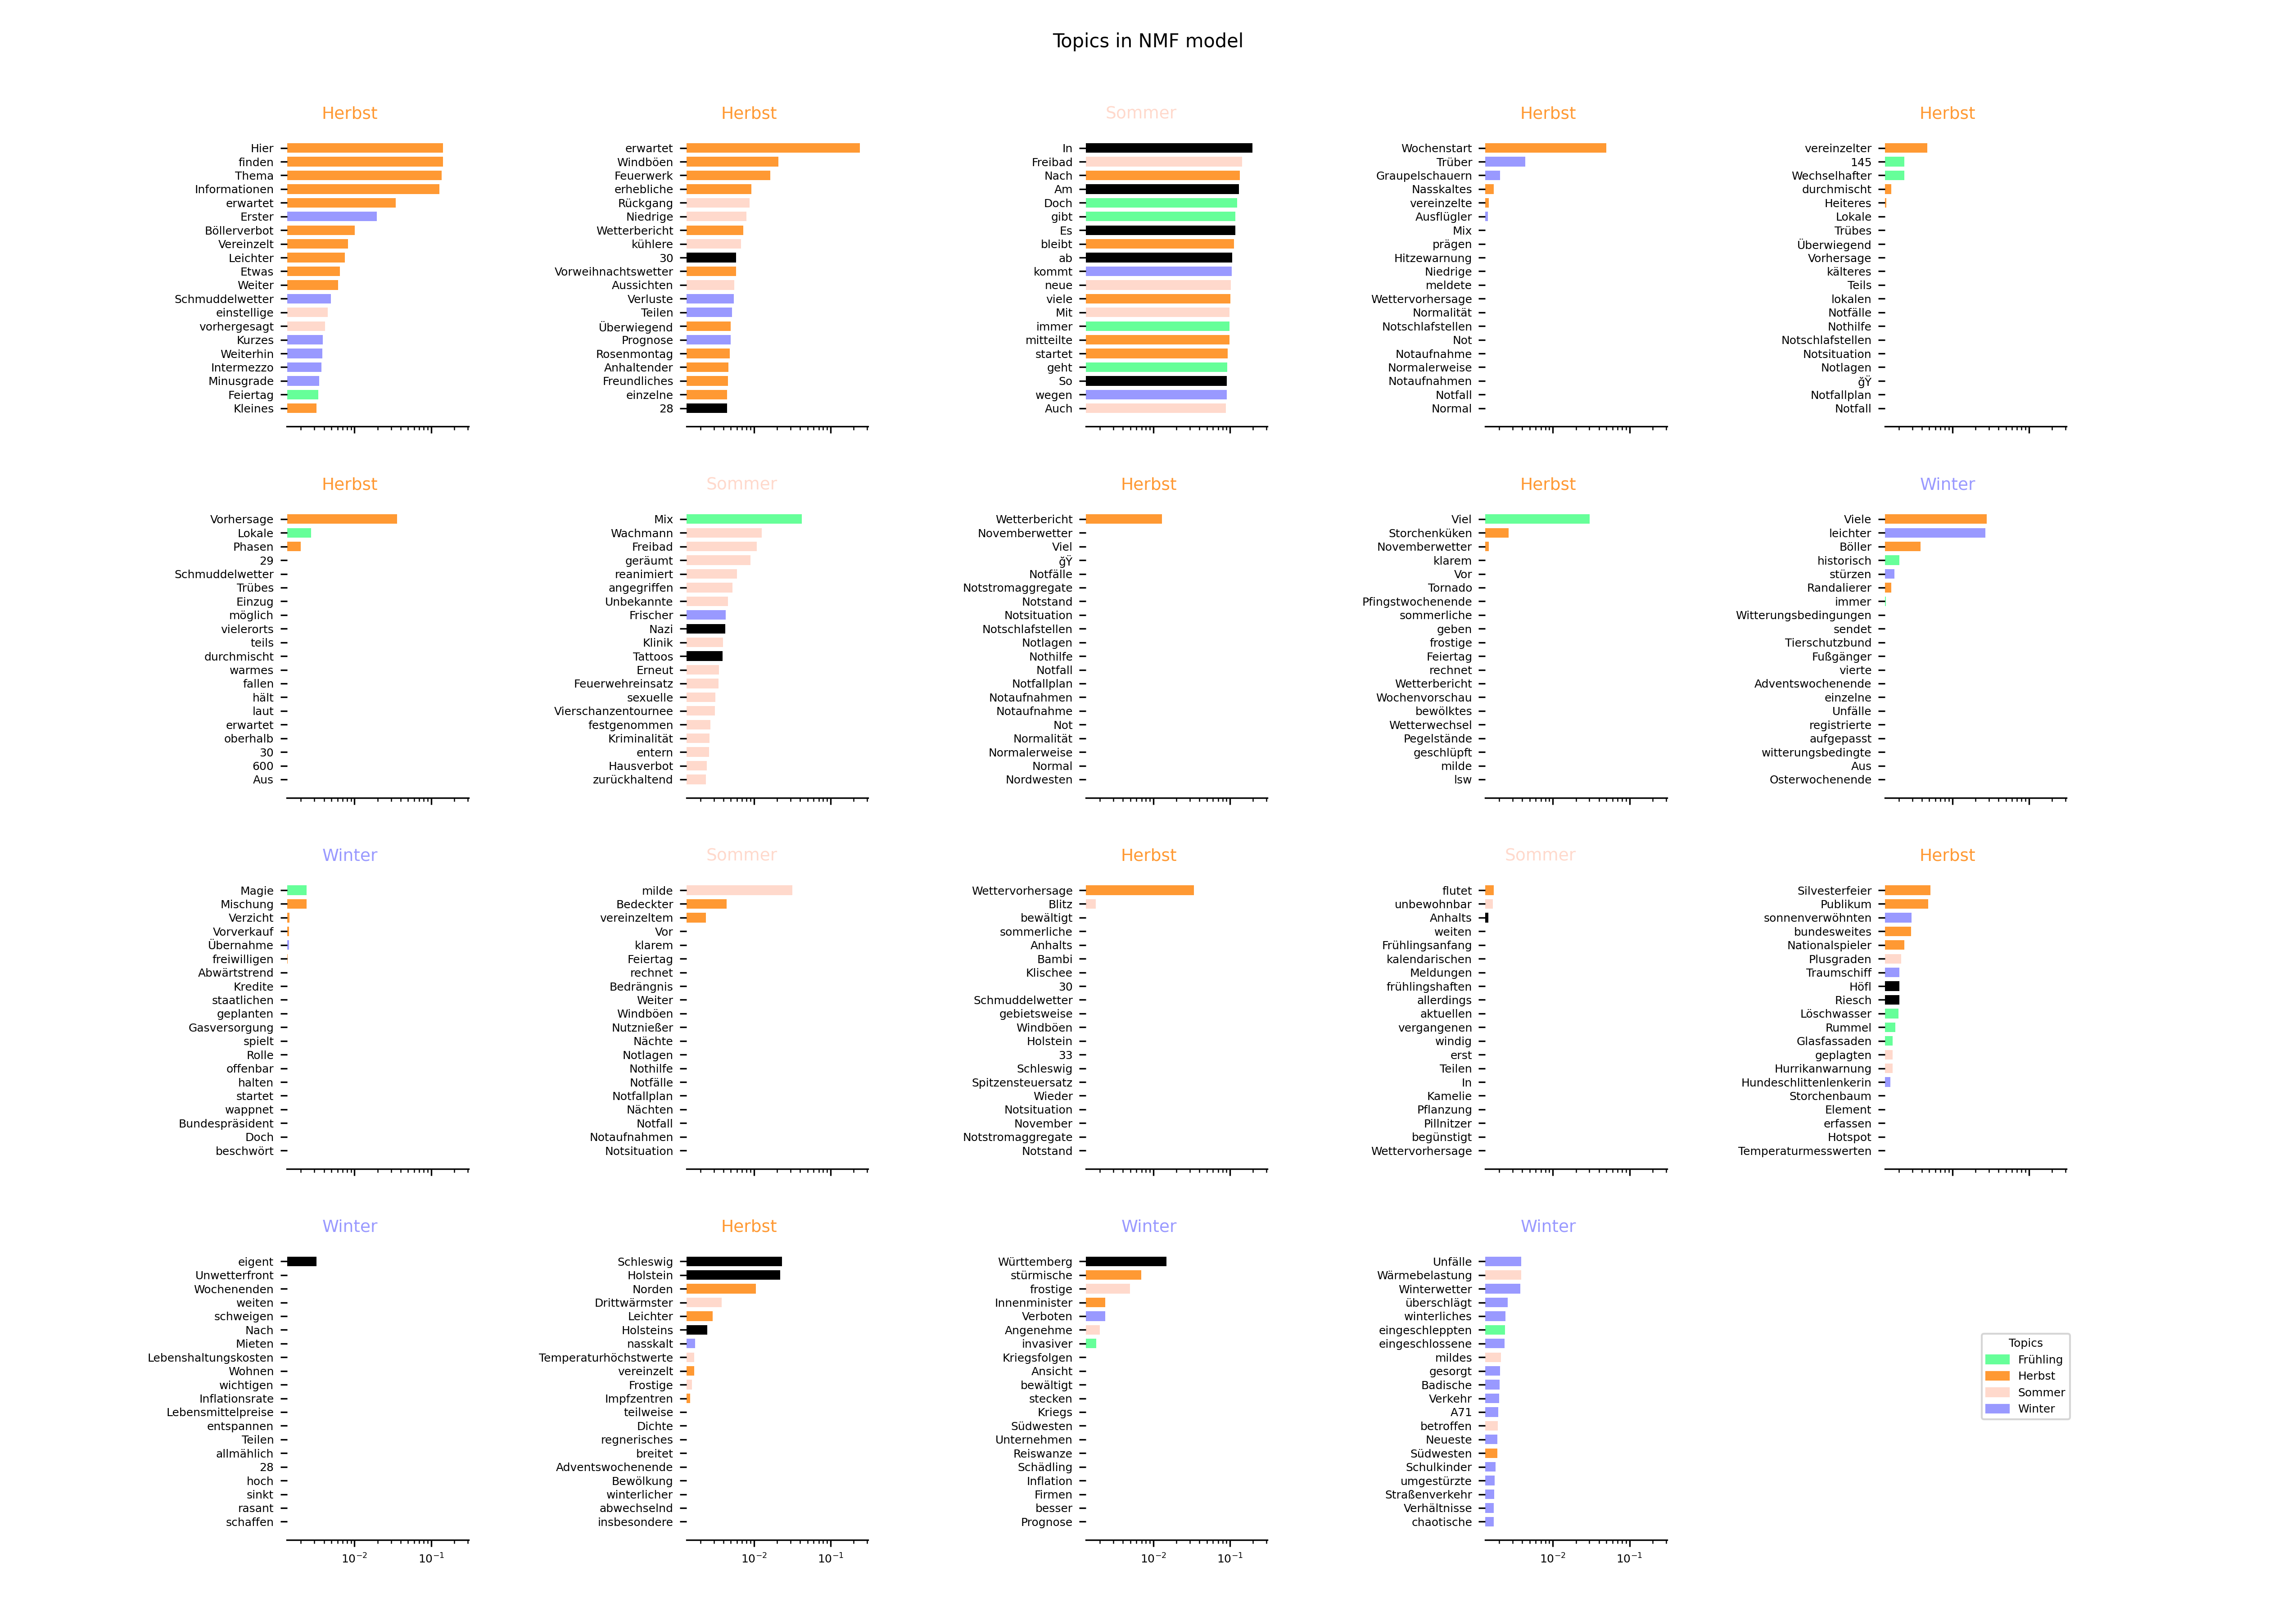 Topics in NMF model
Herbst
Hier
finden
Thema
Informationen
erwartet
Erster
Böllerverbot
Vereinzelt
Leichter
Etwas
Weiter
Schmuddelwetter
einstellige
vorhergesagt
Kurzes
Weiterhin
Intermezzo
Minusgrade
Feiertag
Kleines
Herbst
erwartet
Windböen
Feuerwerk
erhebliche
Rückgang
Niedrige
Wetterbericht
kühlere
30
Vorweihnachtswetter
Aussichten
Verluste
Teilen
Überwiegend
Prognose
Rosenmontag
Anhaltender
Freundliches
einzelne
28
Sommer
In
Freibad
Nach
Am
Doch
gibt
Es
bleibt
ab
kommt
neue
viele
Mit
immer
mitteilte
startet
geht
So
wegen
Auch
Herbst
Wochenstart
Trüber
Graupelschauern
Nasskaltes
vereinzelte
Ausflügler
Mix
prägen
Hitzewarnung
Niedrige
meldete
Wettervorhersage
Normalität
Notschlafstellen
Not
Notaufnahme
Normalerweise
Notaufnahmen
Notfall
Normal
Herbst
vereinzelter
145
Wechselhafter
durchmischt
Heiteres
Lokale
Trübes
Überwiegend
Vorhersage
kälteres
Teils
lokalen
Notfälle
Nothilfe
Notschlafstellen
Notsituation
Notlagen
ğŸ
Notfallplan
Notfall
Herbst
Vorhersage
Lokale
Phasen
29
Schmuddelwetter
Trübes
Einzug
möglich
vielerorts
teils
durchmischt
warmes
fallen
hält
laut
erwartet
oberhalb
30
600
Aus
Sommer
Mix
Wachmann
Freibad
geräumt
reanimiert
angegriffen
Unbekannte
Frischer
Nazi
Klinik
Tattoos
Erneut
Feuerwehreinsatz
sexuelle
Vierschanzentournee
festgenommen
Kriminalität
entern
Hausverbot
zurückhaltend
Herbst
Wetterbericht
Novemberwetter
Viel
ğŸ
Notfälle
Notstromaggregate
Notstand
Notsituation
Notschlafstellen
Notlagen
Nothilfe
Notfall
Notfallplan
Notaufnahmen
Notaufnahme
Not
Normalität
Normalerweise
Normal
Nordwesten
Herbst
Viel
Storchenküken
Novemberwetter
klarem
Vor
Tornado
Pfingstwochenende
sommerliche
geben
frostige
Feiertag
rechnet
Wetterbericht
Wochenvorschau
bewölktes
Wetterwechsel
Pegelstände
geschlüpft
milde
lsw
Winter
Viele
leichter
Böller
historisch
stürzen
Randalierer
immer
Witterungsbedingungen
sendet
Tierschutzbund
Fußgänger
vierte
Adventswochenende
einzelne
Unfälle
registrierte
aufgepasst
witterungsbedingte
Aus
Osterwochenende
Winter
Magie
Mischung
Verzicht
Vorverkauf
Übernahme
freiwilligen
Abwärtstrend
Kredite
staatlichen
geplanten
Gasversorgung
spielt
Rolle
offenbar
halten
startet
wappnet
Bundespräsident
Doch
beschwört
Sommer
milde
Bedeckter
vereinzeltem
Vor
klarem
Feiertag
rechnet
Bedrängnis
Weiter
Windböen
Nutznießer
Nächte
Notlagen
Nothilfe
Notfälle
Notfallplan
Nächten
Notfall
Notaufnahmen
Notsituation
Herbst
Wettervorhersage
Blitz
bewältigt
sommerliche
Anhalts
Bambi
Klischee
30
Schmuddelwetter
gebietsweise
Windböen
Holstein
33
Schleswig
Spitzensteuersatz
Wieder
Notsituation
November
Notstromaggregate
Notstand
Sommer
flutet
unbewohnbar
Anhalts
weiten
Frühlingsanfang
kalendarischen
Meldungen
frühlingshaften
allerdings
aktuellen
vergangenen
windig
erst
Teilen
In
Kamelie
Pflanzung
Pillnitzer
begünstigt
Wettervorhersage
Herbst
Silvesterfeier
Publikum
sonnenverwöhnten
bundesweites
Nationalspieler
Plusgraden
Traumschiff
Höfl
Riesch
Löschwasser
Rummel
Glasfassaden
geplagten
Hurrikanwarnung
Hundeschlittenlenkerin
Storchenbaum
Element
erfassen
Hotspot
Temperaturmesswerten
Winter
eigent
Unwetterfront
Wochenenden
weiten
schweigen
Nach
Mieten
Lebenshaltungskosten
Wohnen
wichtigen
Inflationsrate
Lebensmittelpreise
entspannen
Teilen
allmählich
28
hoch
sinkt
rasant
schaffen
10⁻² 10⁻¹
Herbst
Schleswig
Holstein
Norden
Drittwärmster
Leichter
Holsteins
nasskalt
Temperaturhöchstwerte
vereinzelt
Frostige
Impfzentren
teilweise
Dichte
regnerisches
breitet
Adventswochenende
Bewölkung
winterlicher
abwechselnd
insbesondere
10⁻² 10⁻¹
Winter
Württemberg
stürmische
frostige
Innenminister
Verboten
Angenehme
invasiver
Kriegsfolgen
Ansicht
bewältigt
stecken
Kriegs
Südwesten
Unternehmen
Reiswanze
Schädling
Inflation
Firmen
besser
Prognose
10⁻² 10⁻¹
Winter
Unfälle
Wärmebelastung
Winterwetter
überschlägt
winterliches
eingeschleppten
eingeschlossene
mildes
gesorgt
Badische
Verkehr
A71
betroffen
Neueste
Südwesten
Schulkinder
umgestürzte
Straßenverkehr
Verhältnisse
chaotische
10⁻² 10⁻¹
Topics
Frühling
Herbst
Sommer
Winter